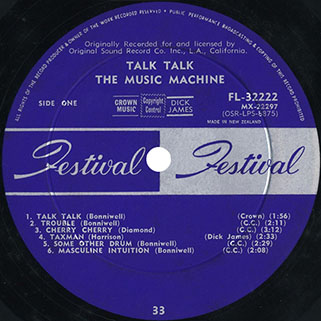 ALL RIGHTS OF THE RECORD PRODUCER & OWNER OF THE WORK RECORDED RESERVED. PUBLIC PERFORMANCE, BROADCASTING & COPYING OF THIS RECORD PROHIBITED
Originally Recorded for and licensed by
Original Sound Record Co. Inc., L.A., California.
TALK TALK
THE MUSIC MACHINE
SIDE ONE
CROWN MUSIC
Copyright Control
DICK JAMES
FL-32222
MX-22297
(OSR-LPS-8875)
MADE IN NEW ZEALAND
Festival Festival
1. TALK TALK (Bonniwell) (Crown) (1:56)
2. TROUBLE (Bonniwell) (C.C.) (2:11)
3. CHERRY CHERRY (Diamond) (C.C.) (3:12)
4. TAXMAN (Harrison) (Dick James) (2:33)
5. SOME OTHER DRUM (Bonniwell) (C.C.) (2:29)
6. MASCULINE INTUITION (Bonniwell) (C.C.) (2:08)
33